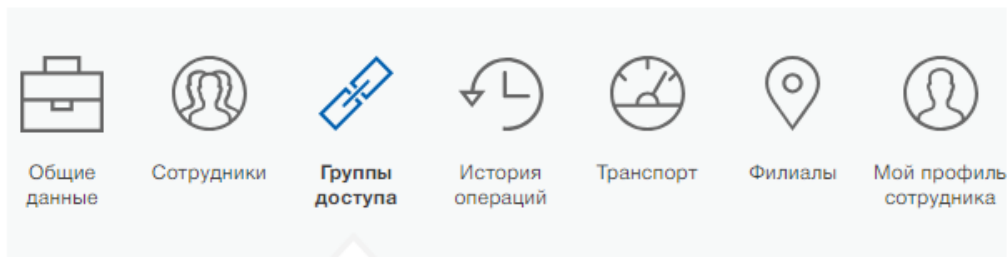 Общие
данные
Сотрудники
Группы
доступа
История
операций
Транспорт
Филиалы
Мой профиль
сотрудника